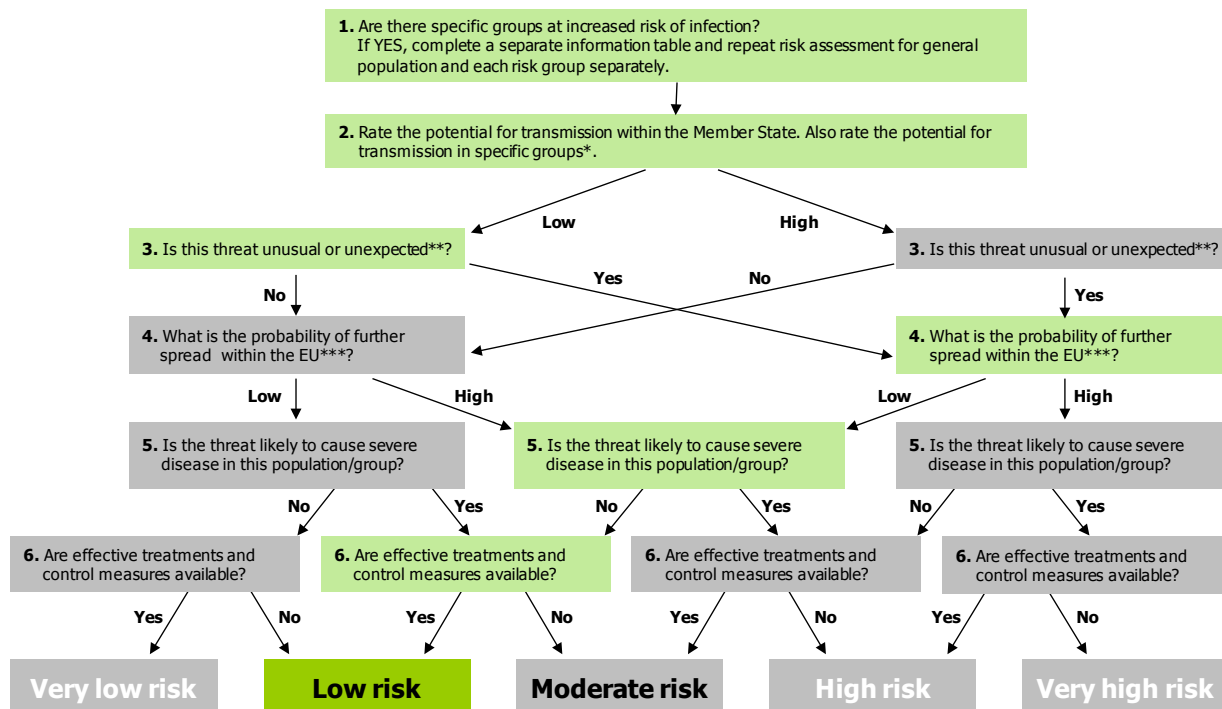 1. Are there specific groups at increased risk of infection?
If YES, complete a separate information table and repeat risk assessment for general
population and each risk group separately.
2. Rate the potential for transmission within the Member State. Also rate the potential for
transmission in specific groups*.
Low
High
3. Is this threat unusual or unexpected**?
3. Is this threat unusual or unexpected**?
No
Yes
No
Yes
4. What is the probability of further
spread within the EU***?
4. What is the probability of further
spread within the EU***?
Low
High
Low
High
5. Is the threat likely to cause severe
disease in this population/group?
5. Is the threat likely to cause severe
disease in this population/group?
5. Is the threat likely to cause severe
disease in this population/group?
No
Yes
No
Yes
No
Yes
6. Are effective treatments and
control measures available?
6. Are effective treatments and
control measures available?
6. Are effective treatments and
control measures available?
6. Are effective treatments and
control measures available?
Yes
No
Yes
No
Yes
No
Yes
No
Very low risk
Low risk
Moderate risk
High risk
Very high risk